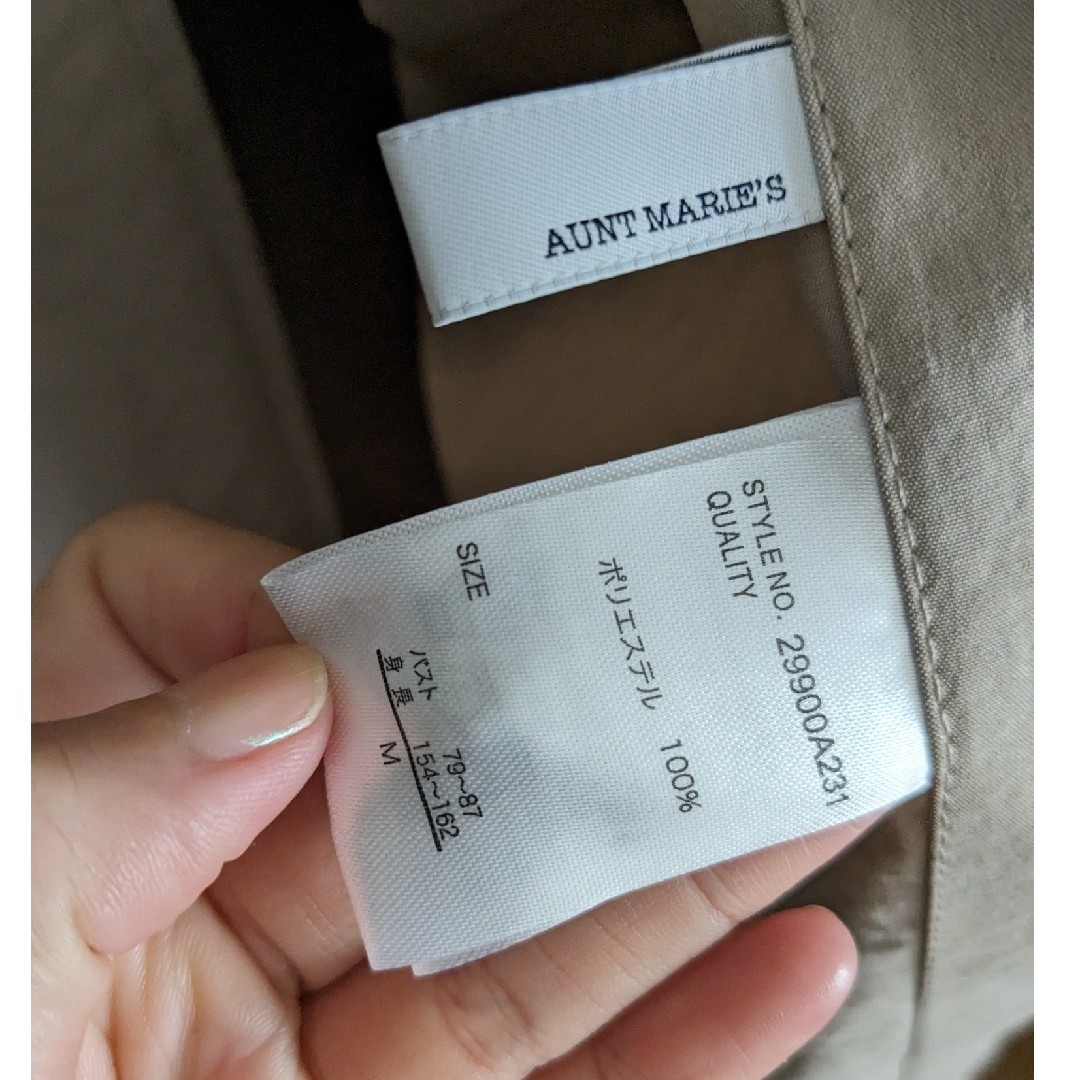 AUNT MARIE'S
STYLE NO. 29900A231
QUALITY
ポリエステル 100%
SIZE
バスト 79~87
身長 154~162
M